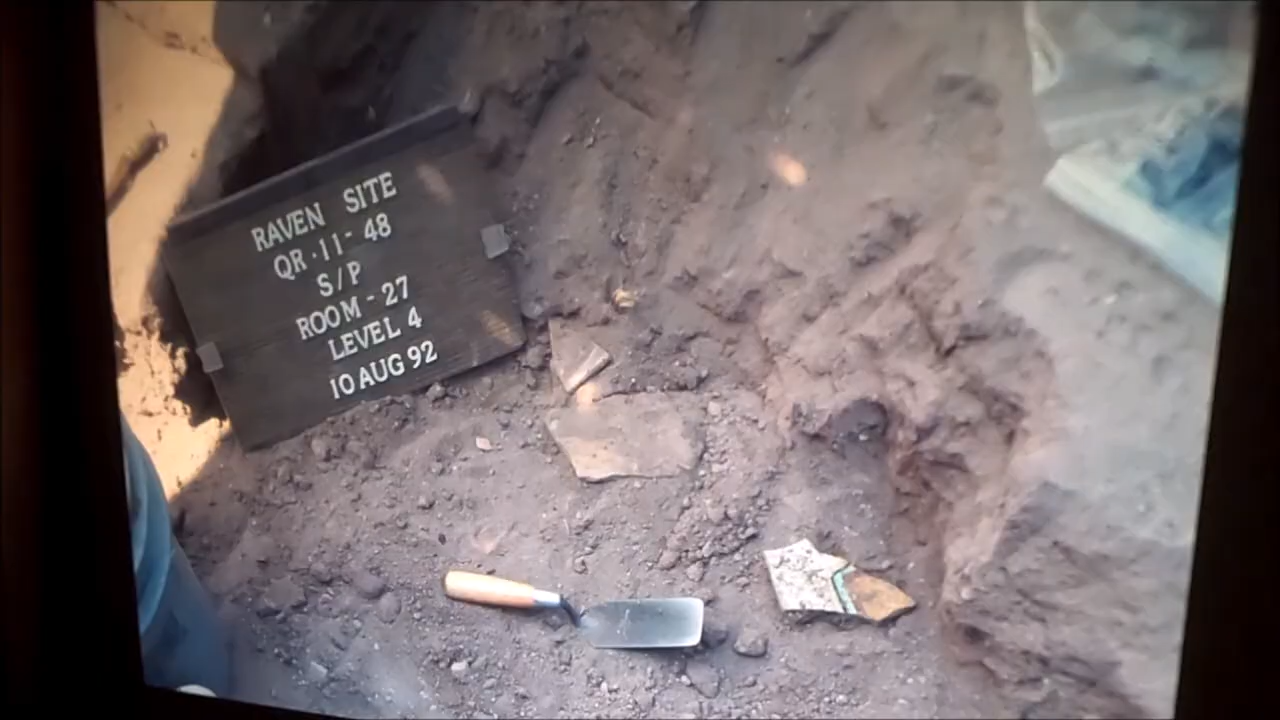 RAVEN SITE
QR·11-48
S/P
ROOM-27
LEVEL 4
10 AUG 92